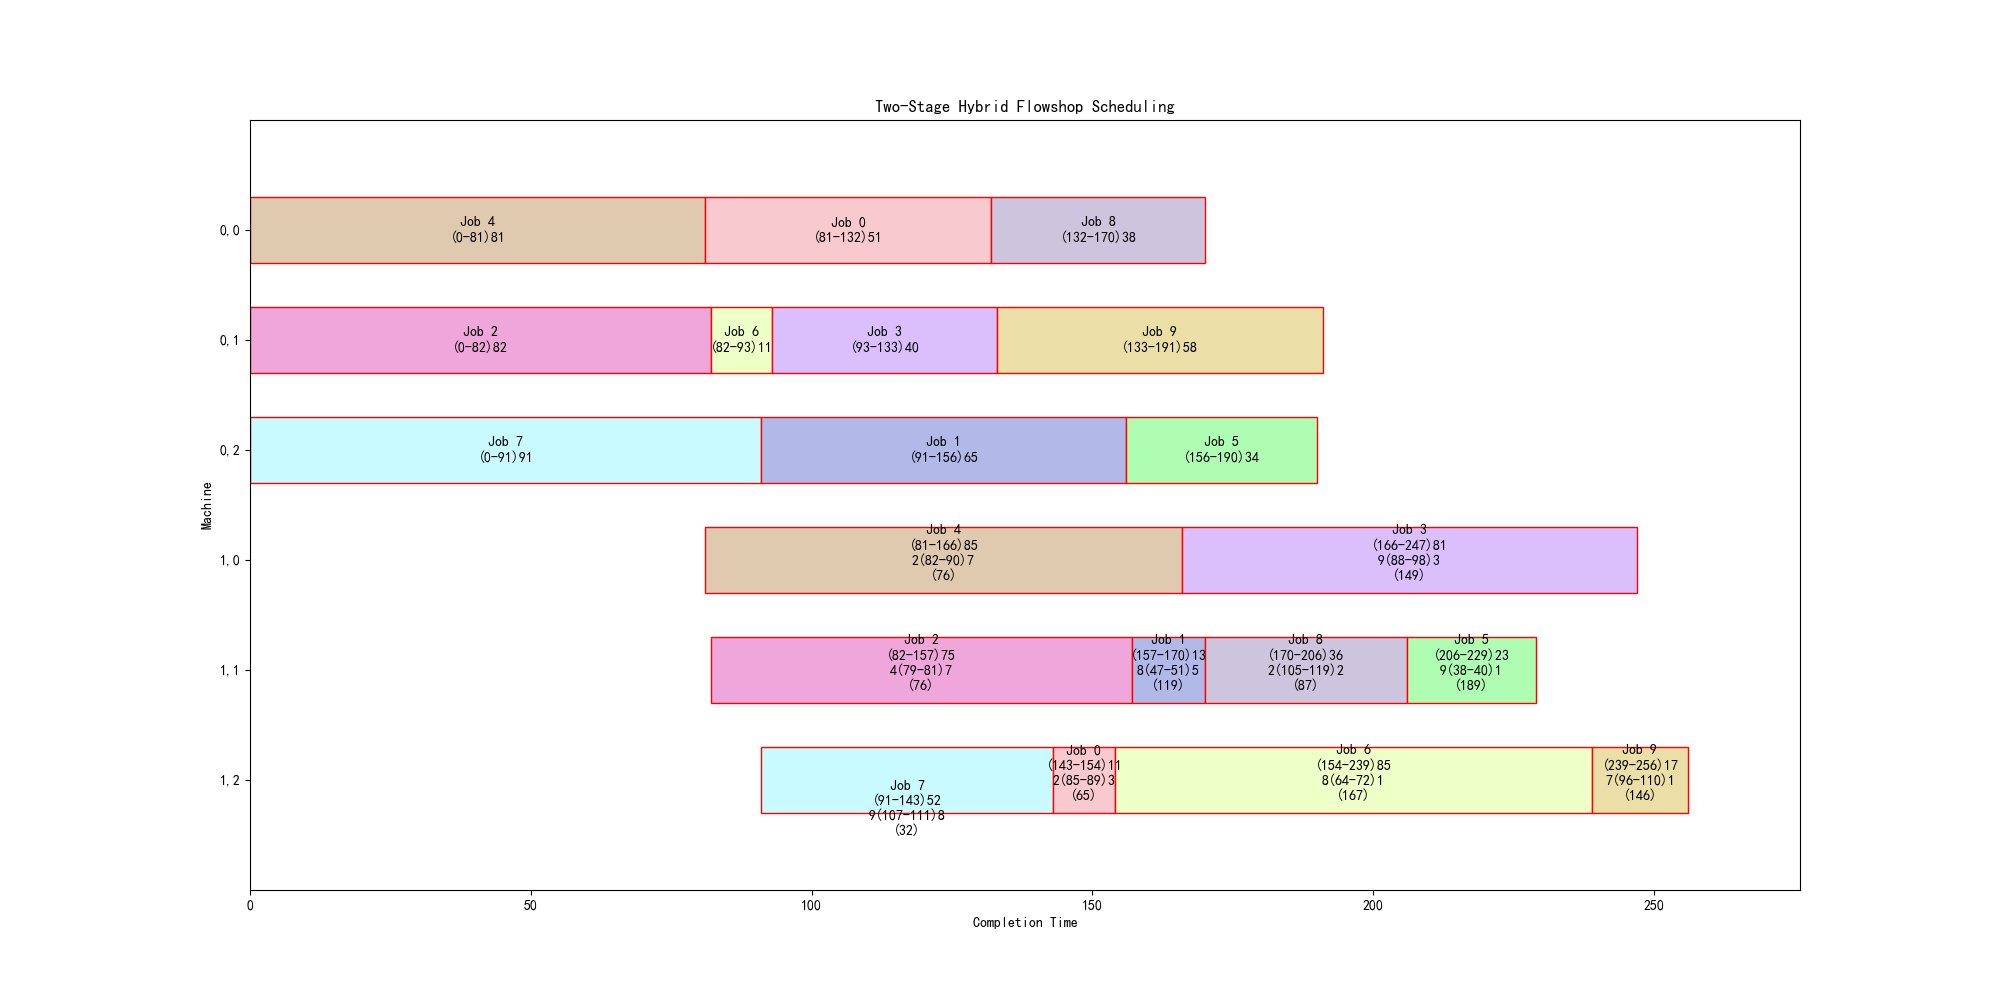 Two-Stage Hybrid Flowshop Scheduling
0,0
Job 4
(0-81)81
Job 0
(81-132)51
Job 8
(132-170)38
0,1
Job 2
(0-82)82
Job 6
(82-93)11
Job 3
(93-133)40
Job 9
(133-191)58
0,2
Job 7
(0-91)91
Job 1
(91-156)65
Job 5
(156-190)34
Machine
1,0
Job 4
(81-166)85
2(82-90)7
(76)
Job 3
(166-247)81
9(88-98)3
(149)
1,1
Job 2
(82-157)75
4(79-81)7
(76)
Job 1
(157-170)13
8(47-51)5
(119)
Job 8
(170-206)36
2(105-119)2
(87)
Job 5
(206-229)23
9(38-40)1
(189)
1,2
Job 7
(91-143)52
9(107-111)8
(32)
Job 0
(143-154)11
2(85-89)3
(65)
Job 6
(154-239)85
8(64-72)1
(167)
Job 9
(239-256)17
7(96-110)1
(146)
0
50
100
150
200
250
Completion Time